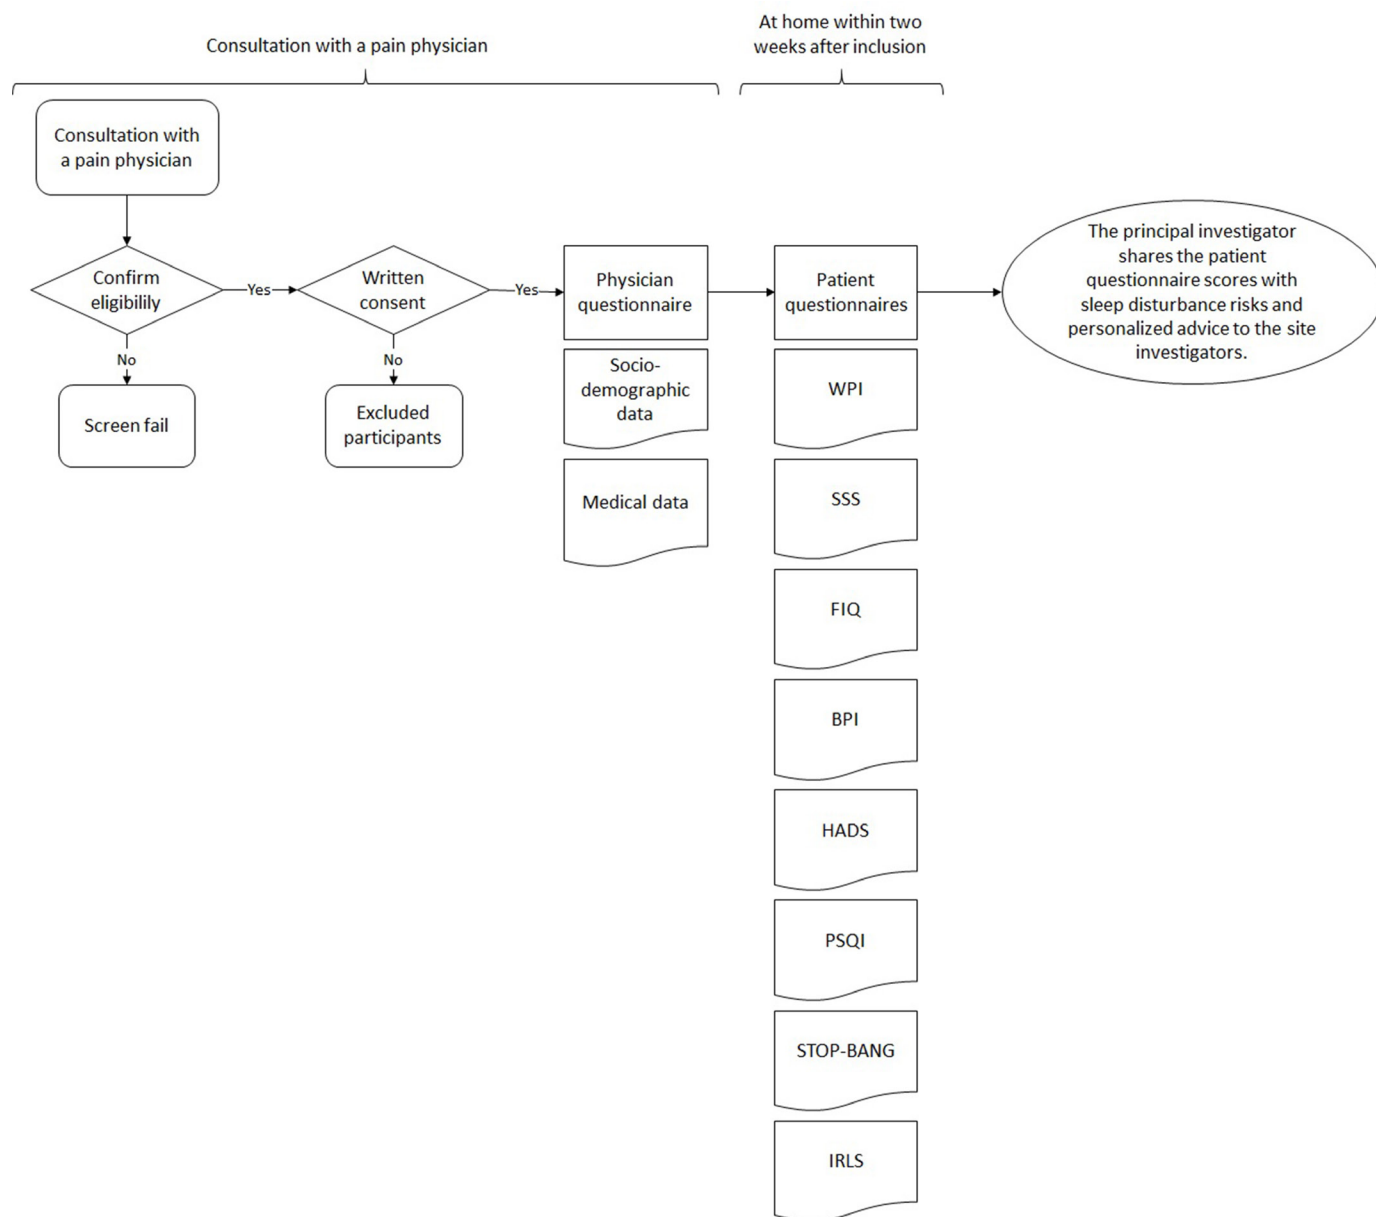 Consultation with a pain physician
At home within two
weeks after inclusion
Consultation with
a pain physician
Confirm
eligibilily
Yes
No
Screen fail
Written
consent
Yes
No
Excluded
participants
Physician
questionnaire
Socio-
demographic
data
Medical data
Patient
questionnaires
WPI
SSS
FIQ
BPI
HADS
PSQI
STOP-BANG
IRLS
The principal investigator
shares the patient
questionnaire scores with
sleep disturbance risks and
personalized advice to the site
investigators.